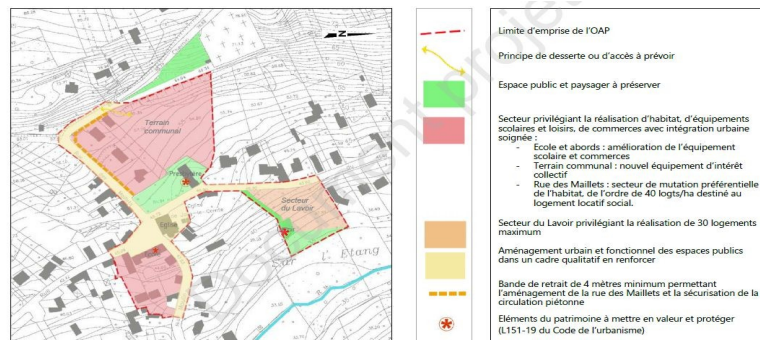 N
Terrain
communal
Presbytère
Secteur
du Lavoir
Eglise
Sur l'Etang
Limite d'emprise de l'OAP
Principe de desserte ou d'accès à prévoir
Espace public et paysager à préserver
Secteur privilégiant la réalisation d'habitat, d'équipements
scolaires et loisirs, de commerces avec intégration urbaine
soignée :
- Ecole et abords : amélioration de l'équipement
scolaire et commerces
- Terrain communal : nouvel équipement d'intérêt
collectif
- Rue des Maillets : secteur de mutation préférentielle
de l'habitat, de l'ordre de 40 logts/ha destiné au
logement locatif social.
Secteur du Lavoir privilégiant la réalisation de 30 logements
maximum
Aménagement urbain et fonctionnel des espaces publics
dans un cadre qualitatif en renforcer
Bande de retrait de 4 mètres minimum permettant
l'aménagement de la rue des Maillets et la sécurisation de la
circulation piétonne
Eléments du patrimoine à mettre en valeur et protéger
(L151-19 du Code de l'urbanisme)